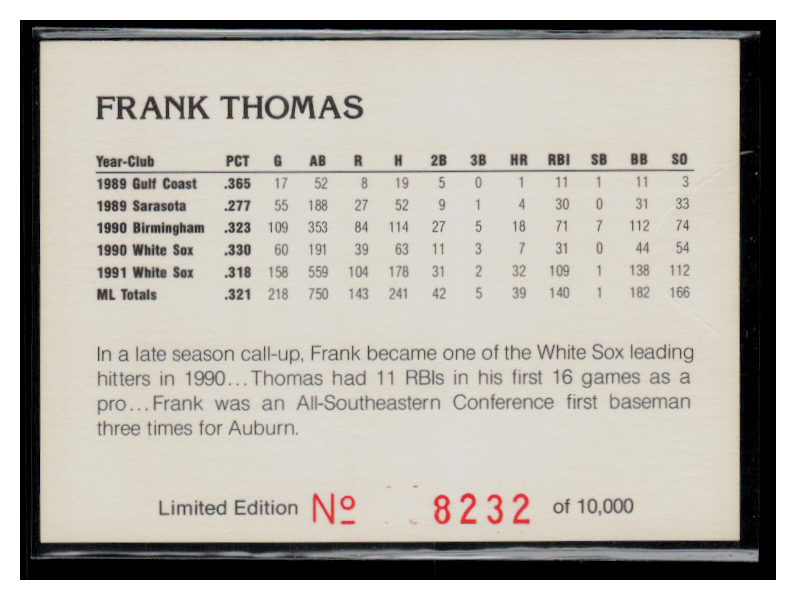 FRANK THOMAS
Year-Club PCT G AB R H 2B 3B HR RBI SB BB SO
1989 Gulf Coast .365 17 52 8 19 5 0 1 11 1 11 3
1989 Sarasota .277 55 188 27 52 9 1 4 30 0 31 33
1990 Birmingham .323 109 353 84 114 27 5 18 71 7 112 74
1990 White Sox .330 60 191 39 63 11 3 7 31 0 44 54
1991 White Sox .318 158 559 104 178 31 2 32 109 1 138 112
ML Totals .321 218 750 143 241 42 5 39 140 1 182 166
In a late season call-up, Frank became one of the White Sox leading
hitters in 1990...Thomas had 11 RBIs in his first 16 games as a
pro...Frank was an All-Southeastern Conference first baseman
three times for Auburn.
Limited Edition Nº 8232 of 10,000